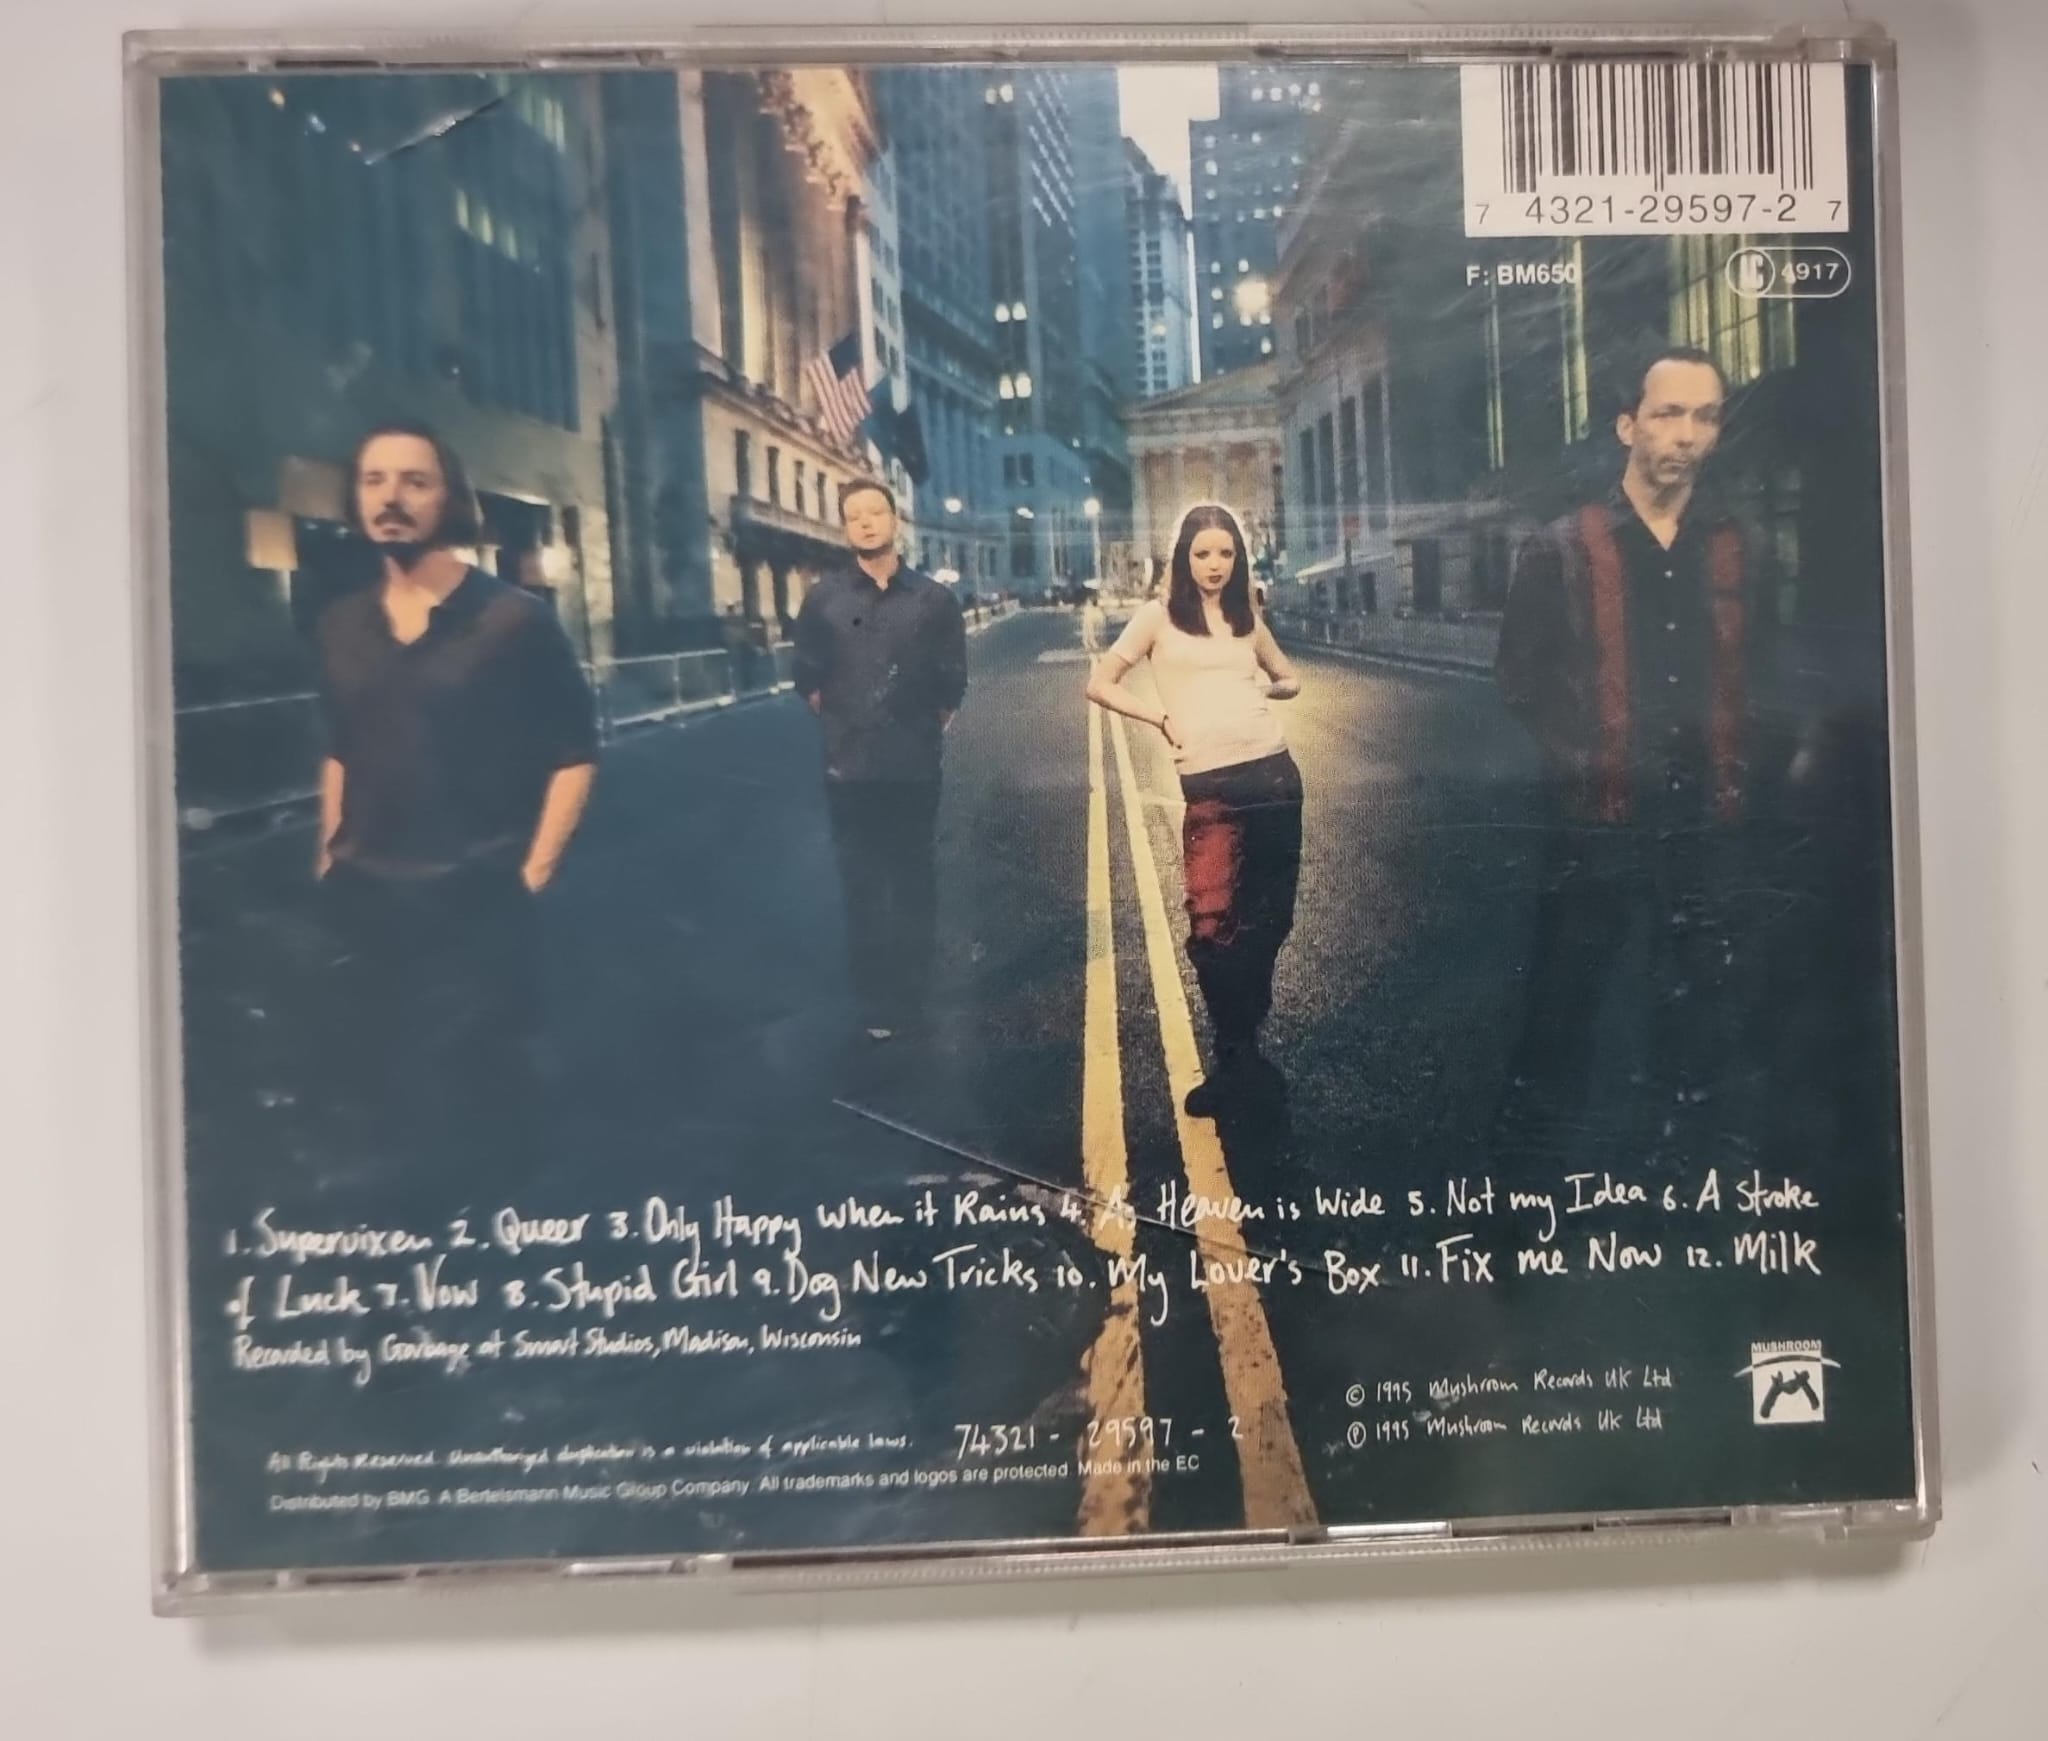 7 4321-29597-2 7
F: BM650
LC 4917
1. Supervixen 2. Queer 3. Only Happy When it Rains 4. As Heaven is Wide 5. Not my Idea 6. A Stroke
of Luck 7. Vow 8. Stupid Girl 9. Dog New Tricks 10. My Lover's Box 11. Fix me Now 12. Milk
Recorded by Garbage at Smart Studios, Madison, Wisconsin
MUSHROOM
© 1995 Mushroom Records UK Ltd
℗ 1995 Mushroom Records UK Ltd
All Rights Reserved. Unauthorized duplication is a violation of applicable laws. 74321 - 29597 - 2
Distributed by BMG. A Bertelsmann Music Group Company. All trademarks and logos are protected. Made in the EC